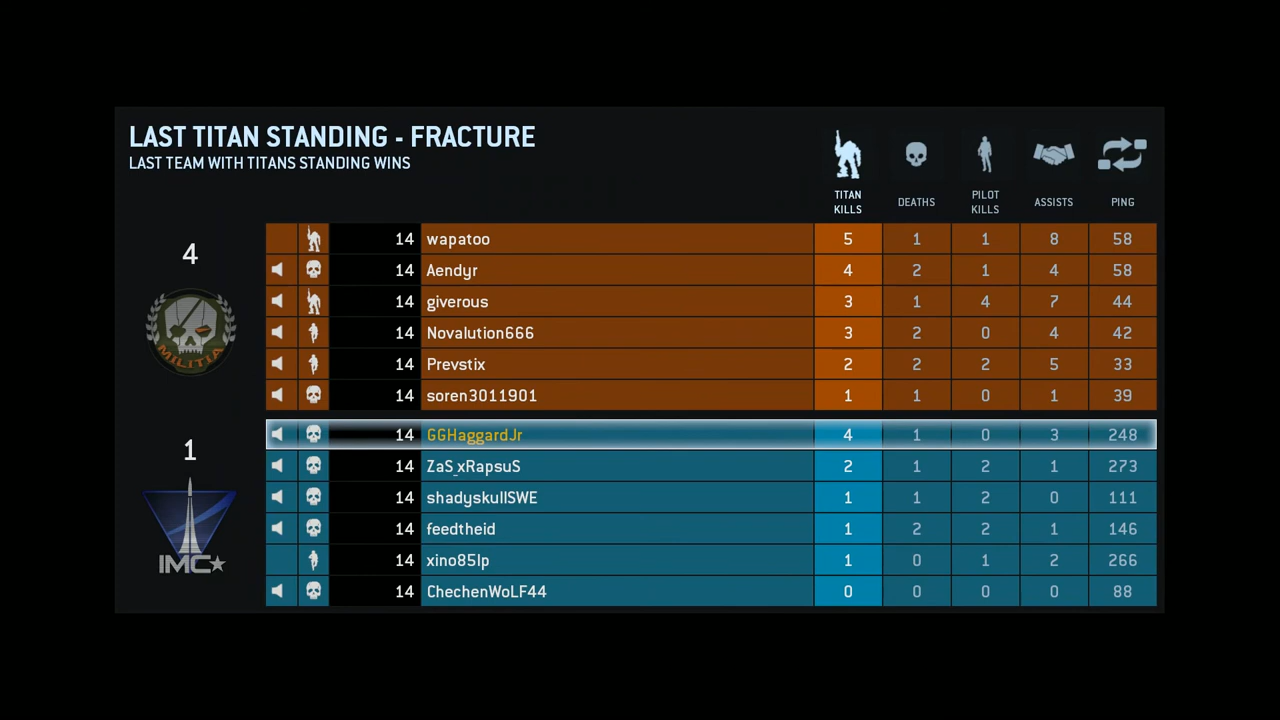 LAST TITAN STANDING - FRACTURE
LAST TEAM WITH TITANS STANDING WINS
TITAN KILLS DEATHS PILOT KILLS ASSISTS PING
4
MILITIA
14 wapatoo 5 1 1 8 58
14 Aendyr 4 2 1 4 58
14 giverous 3 1 4 7 44
14 Novalution666 3 2 0 4 42
14 Prevstix 2 2 2 5 33
14 soren3011901 1 1 0 1 39
1
IMC
14 GGHaggardJr 4 1 0 3 248
14 ZaS_xRapsuS 2 1 2 1 273
14 shadyskullSWE 1 1 2 0 111
14 feedtheid 1 2 2 1 146
14 xino85lp 1 0 1 2 266
14 ChechenWoLF44 0 0 0 0 88